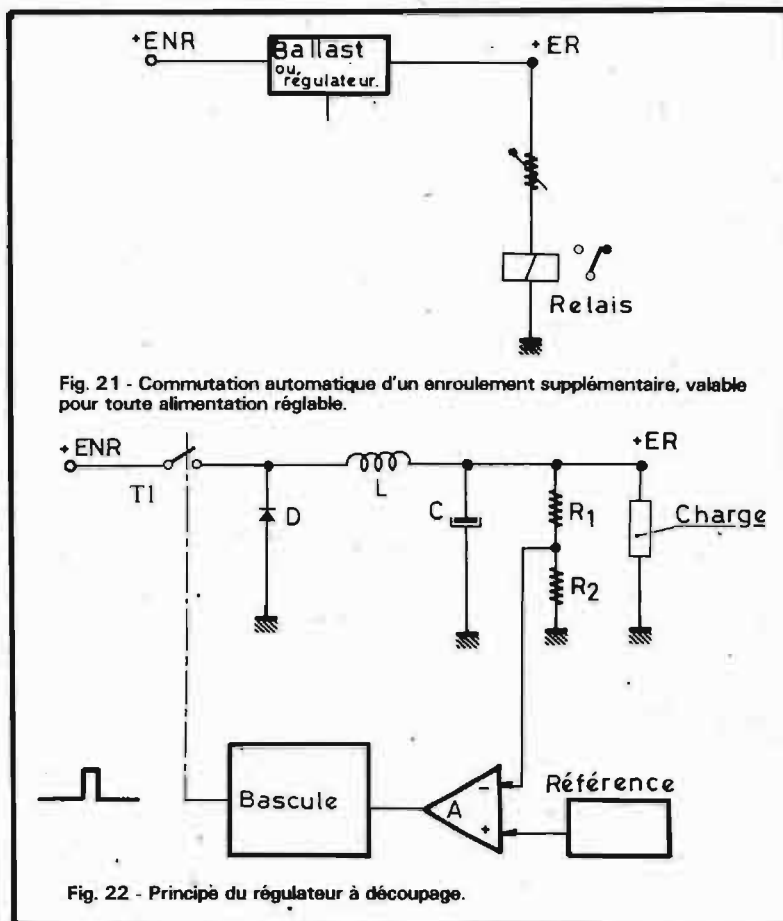 +ENR
Ballast
ou
régulateur.
+ ER
Relais
Fig. 21 - Commutation automatique d'un enroulement supplémentaire, valable
pour toute alimentation réglable.
+ENR
+ER
T1
L
D
C
R1
Charge
R2
Bascule
A
-
+
Référence
Fig. 22 - Principe du régulateur à découpage.